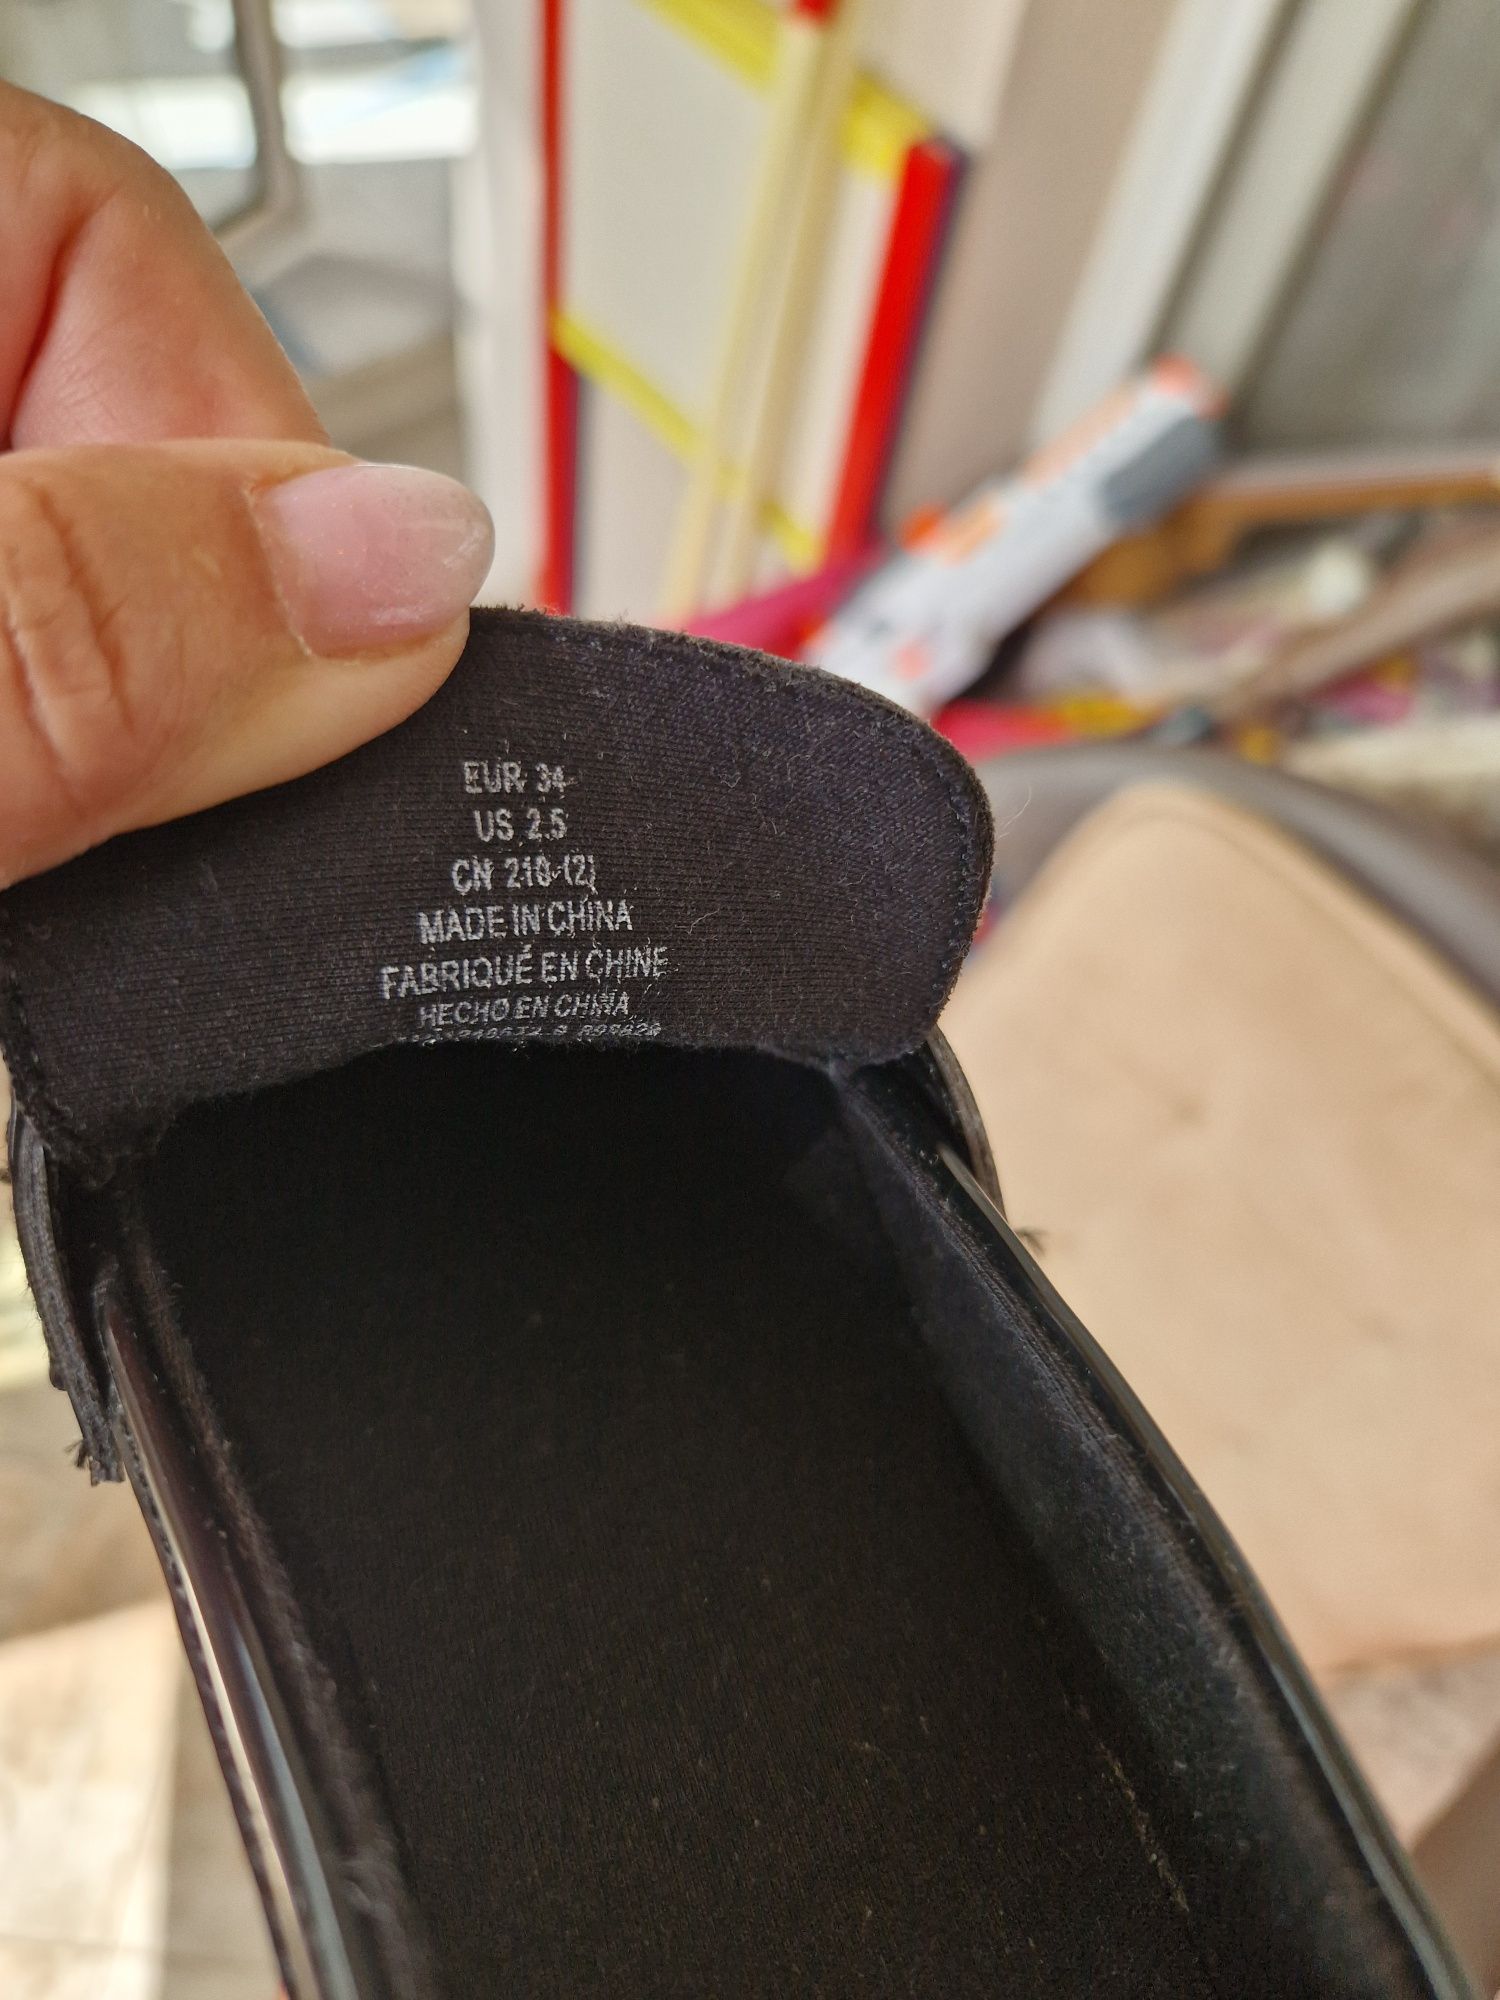 EUR 34
US 2.5
CN 210 (2)
MADE IN CHINA
FABRIQUÉ EN CHINE
HECHO EN CHINA